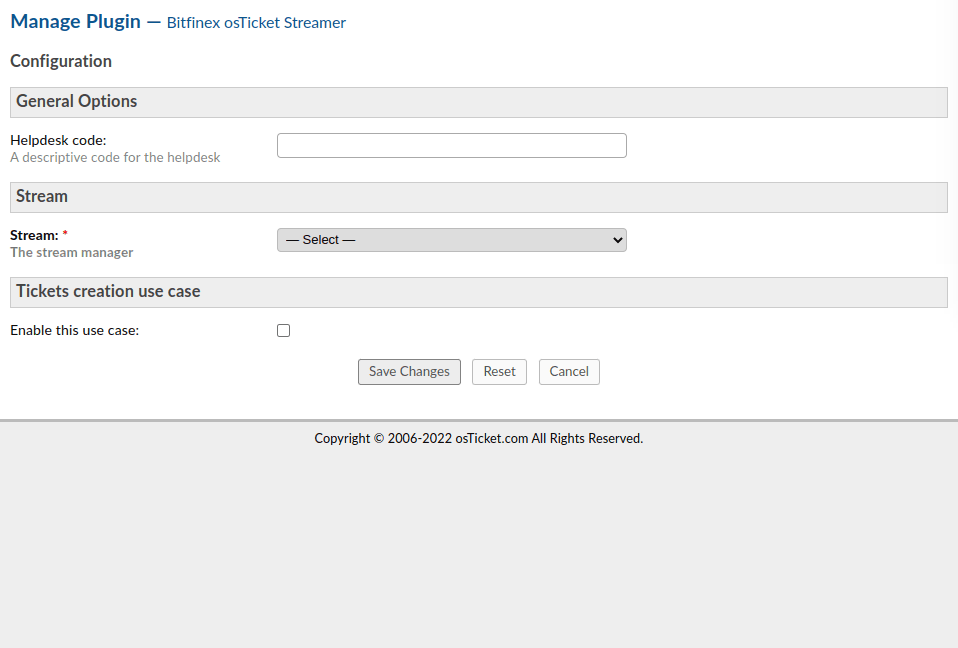 Manage Plugin — Bitfinex osTicket Streamer
Configuration
General Options
Helpdesk code:
A descriptive code for the helpdesk
Stream
Stream: *
— Select —
The stream manager
Tickets creation use case
Enable this use case:
Save Changes Reset Cancel
Copyright © 2006-2022 osTicket.com All Rights Reserved.